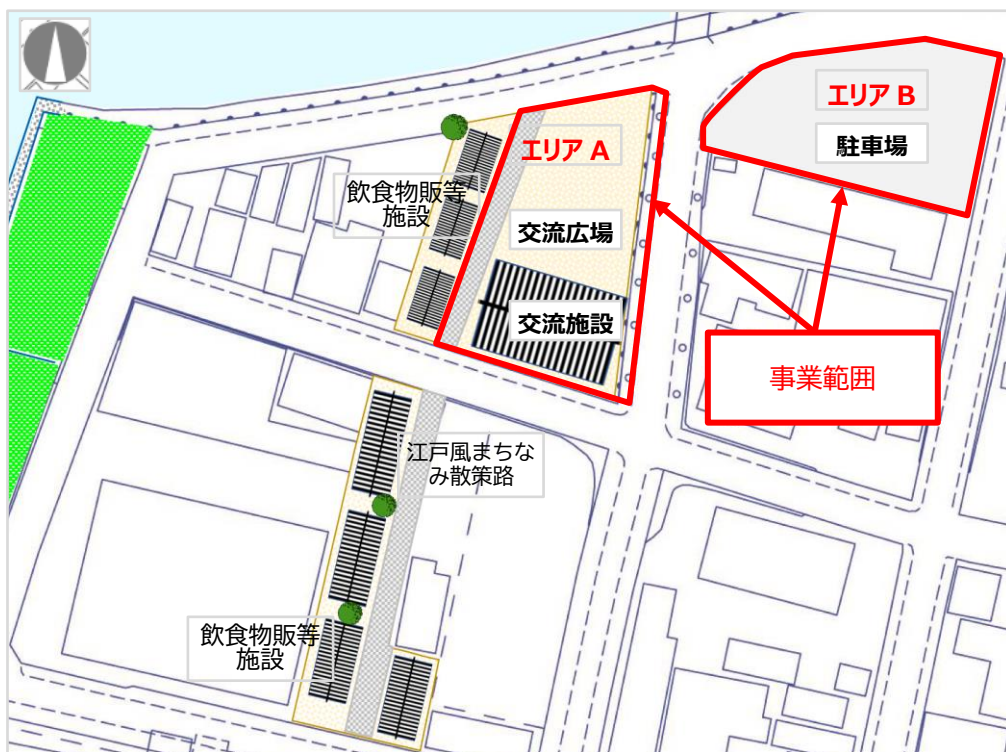 エリア B
駐車場
エリア A
飲食物販等
施設
交流広場
交流施設
事業範囲
江戸風まちな
み散策路
飲食物販等
施設